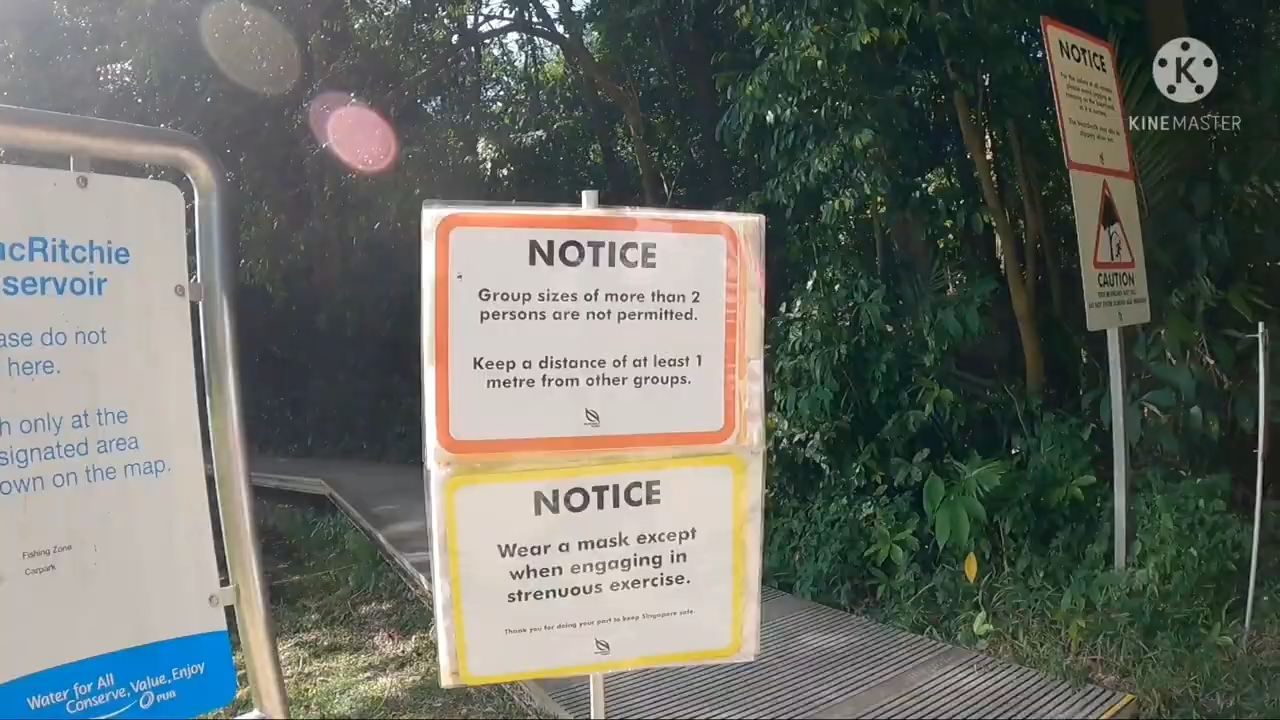 acRitchie
servoir
ase do not
here.
h only at the
signated area
own on the map.
Fishing Zone
Carpark
Water for All
Conserve, Value, Enjoy
PUB
NOTICE
Group sizes of more than 2
persons are not permitted.
Keep a distance of at least 1
metre from other groups.
NOTICE
Wear a mask except
when engaging in
strenuous exercise.
Thank you for doing your part to keep Singapore safe.
NOTICE
CAUTION
K
KINEMASTER